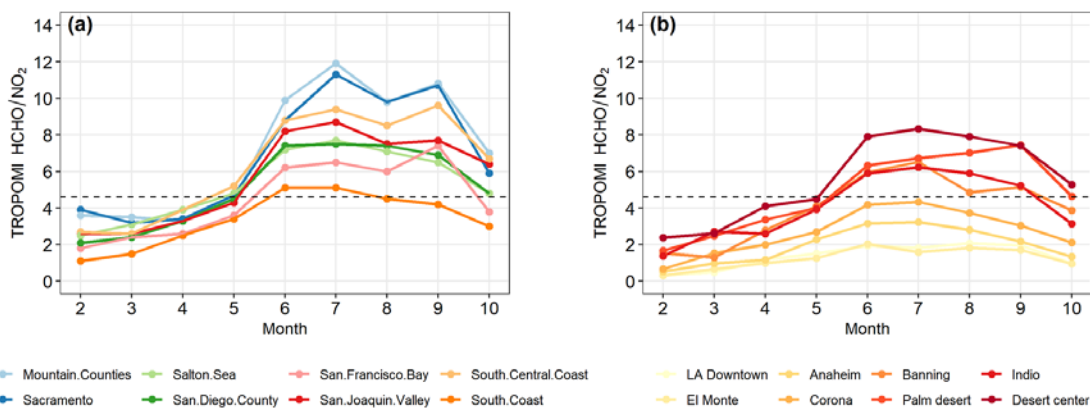 (a)
TROPOMI HCHO/NO₂
14
12
10
8
6
4
2
0
2 3 4 5 6 7 8 9 10
Month
Mountain.Counties Salton.Sea San.Francisco.Bay South.Central.Coast
Sacramento San.Diego.County San.Joaquin.Valley South.Coast
(b)
TROPOMI HCHO/NO₂
14
12
10
8
6
4
2
0
2 3 4 5 6 7 8 9 10
Month
LA Downtown Anaheim Banning Indio
El Monte Corona Palm desert Desert center